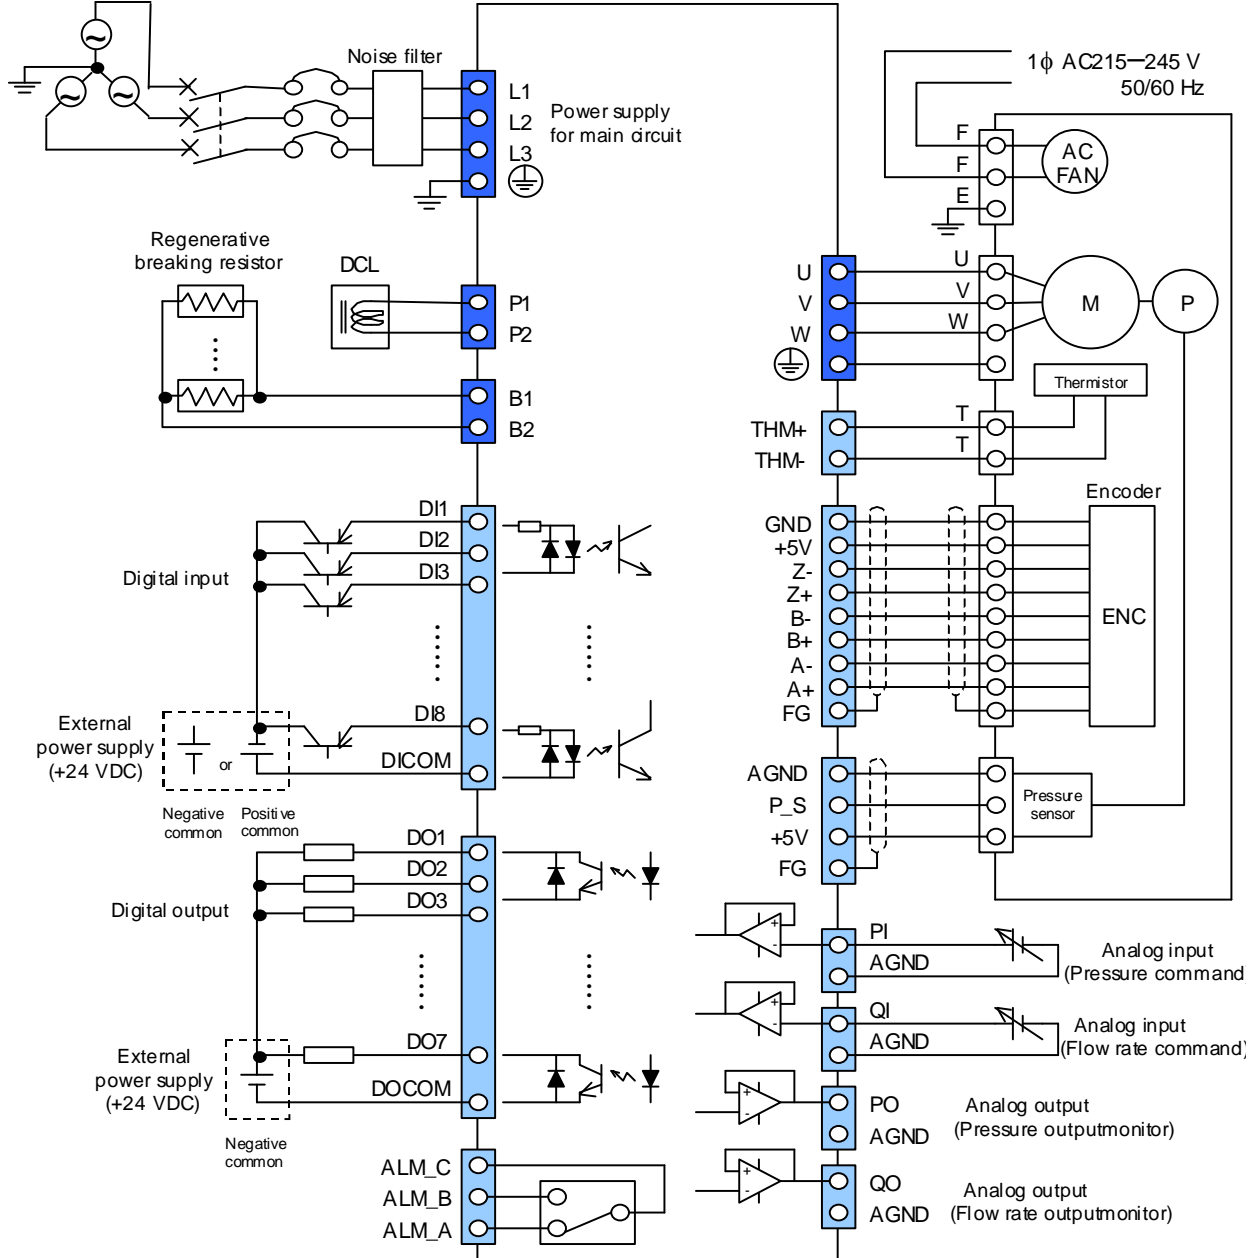 Noise filter
L1
L2
L3
Power supply
for main circuit
1ϕ AC215—245 V
50/60 Hz
F
F
E
AC
FAN
Regenerative
breaking resistor
DCL
P1
P2
B1
B2
U
V
W
U
V
W
M
P
Thermistor
THM+
THM-
T
T
Encoder
GND
+5V
Z-
Z+
B-
B+
A-
A+
FG
ENC
DI1
DI2
DI3
Digital input
DI8
DICOM
External
power supply
(+24 VDC)
or
Negative
common
Positive
common
AGND
P_S
+5V
FG
Pressure
sensor
DO1
DO2
DO3
Digital output
DO7
DOCOM
External
power supply
(+24 VDC)
Negative
common
+
-
PI
AGND
Analog input
(Pressure command)
+
-
QI
AGND
Analog input
(Flow rate command)
+
-
PO
AGND
Analog output
(Pressure outputmonitor)
+
-
QO
AGND
Analog output
(Flow rate outputmonitor)
ALM_C
ALM_B
ALM_A